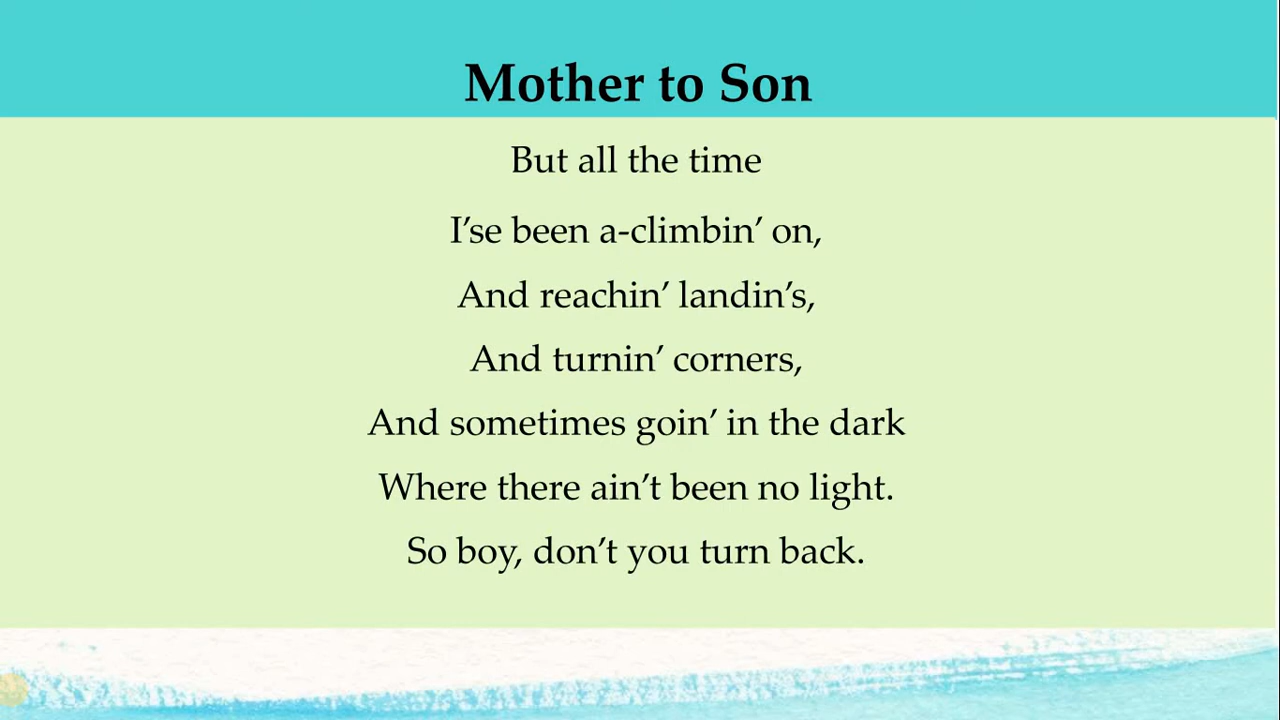 Mother to Son
But all the time
I’se been a-climbin’ on,
And reachin’ landin’s,
And turnin’ corners,
And sometimes goin’ in the dark
Where there ain’t been no light.
So boy, don’t you turn back.